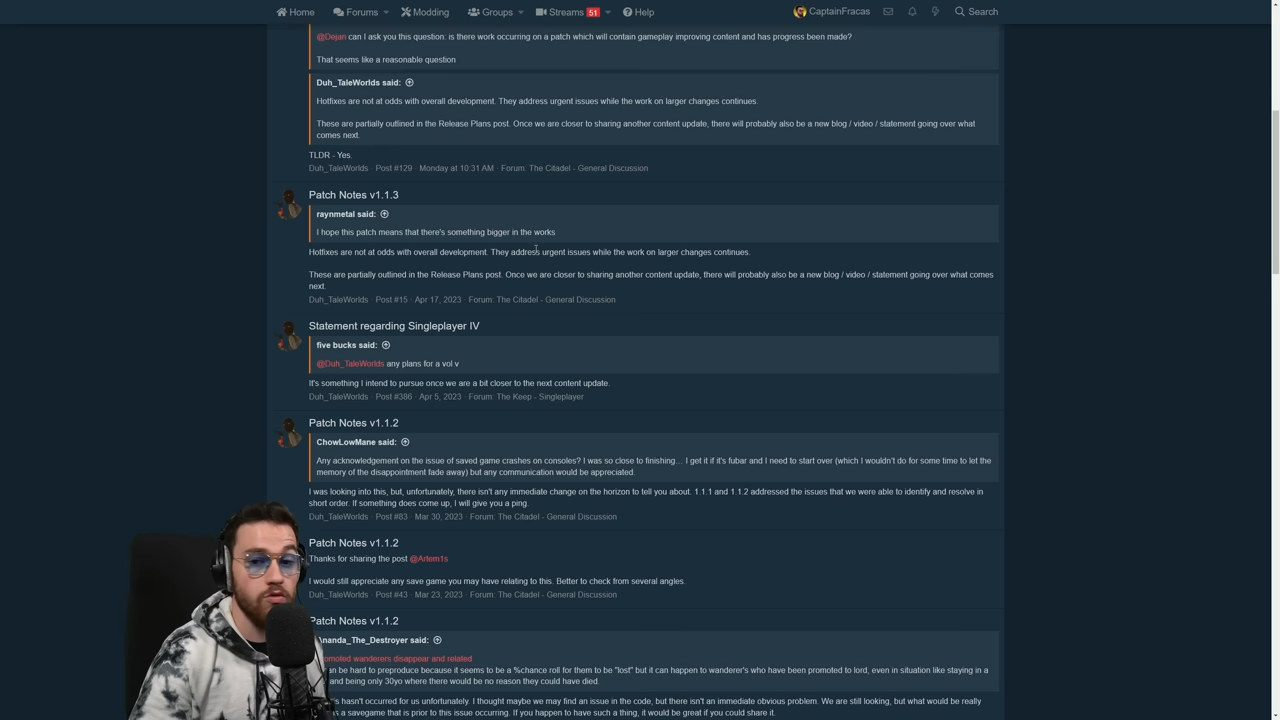 Home Forums Modding Groups Streams 51 Help CaptainFracas Search
@Dejan can I ask you this question: is there work occurring on a patch which will contain gameplay improving content and has progress been made?
That seems like a reasonable question
Duh_TaleWorlds said:
Hotfixes are not at odds with overall development. They address urgent issues while the work on larger changes continues.
These are partially outlined in the Release Plans post. Once we are closer to sharing another content update, there will probably also be a new blog / video / statement going over what
comes next.
TLDR - Yes.
Duh_TaleWorlds · Post #129 · Monday at 10:31 AM · Forum: The Citadel - General Discussion
Patch Notes v1.1.3
raynmetal said:
I hope this patch means that there's something bigger in the works
Hotfixes are not at odds with overall development. They address urgent issues while the work on larger changes continues.
These are partially outlined in the Release Plans post. Once we are closer to sharing another content update, there will probably also be a new blog / video / statement going over what comes
next.
Duh_TaleWorlds · Post #15 · Apr 17, 2023 · Forum: The Citadel - General Discussion
Statement regarding Singleplayer IV
five bucks said:
@Duh_TaleWorlds any plans for a vol v
It's something I intend to pursue once we are a bit closer to the next content update.
Duh_TaleWorlds · Post #386 · Apr 5, 2023 · Forum: The Keep - Singleplayer
Patch Notes v1.1.2
ChowLowMane said:
Any acknowledgement on the issue of saved game crashes on consoles? I was so close to finishing... I get it if it's fubar and I need to start over (which I wouldn't do for some time to let the
memory of the disappointment fade away) but any communication would be appreciated.
I was looking into this, but, unfortunately, there isn't any immediate change on the horizon to tell you about. 1.1.1 and 1.1.2 addressed the issues that we were able to identify and resolve in
short order. If something does come up, I will give you a ping.
Duh_TaleWorlds · Post #83 · Mar 30, 2023 · Forum: The Citadel - General Discussion
Patch Notes v1.1.2
Thanks for sharing the post @Artem1s
I would still appreciate any save game you may have relating to this. Better to check from several angles.
Duh_TaleWorlds · Post #43 · Mar 23, 2023 · Forum: The Citadel - General Discussion
Patch Notes v1.1.2
Ananda_The_Destroyer said:
promoted wanderers disappear and related
an be hard to preproduce because it seems to be a %chance roll for them to be "lost" but it can happen to wanderer's who have been promoted to lord, even in situation like staying in a
and being only 30yo where there would be no reason they could have died.
s hasn't occurred for us unfortunately. I thought maybe we may find an issue in the code, but there isn't an immediate obvious problem. We are still looking, but what would be really
s a savegame that is prior to this issue occurring. If you happen to have such a thing, it would be great if you could share it.